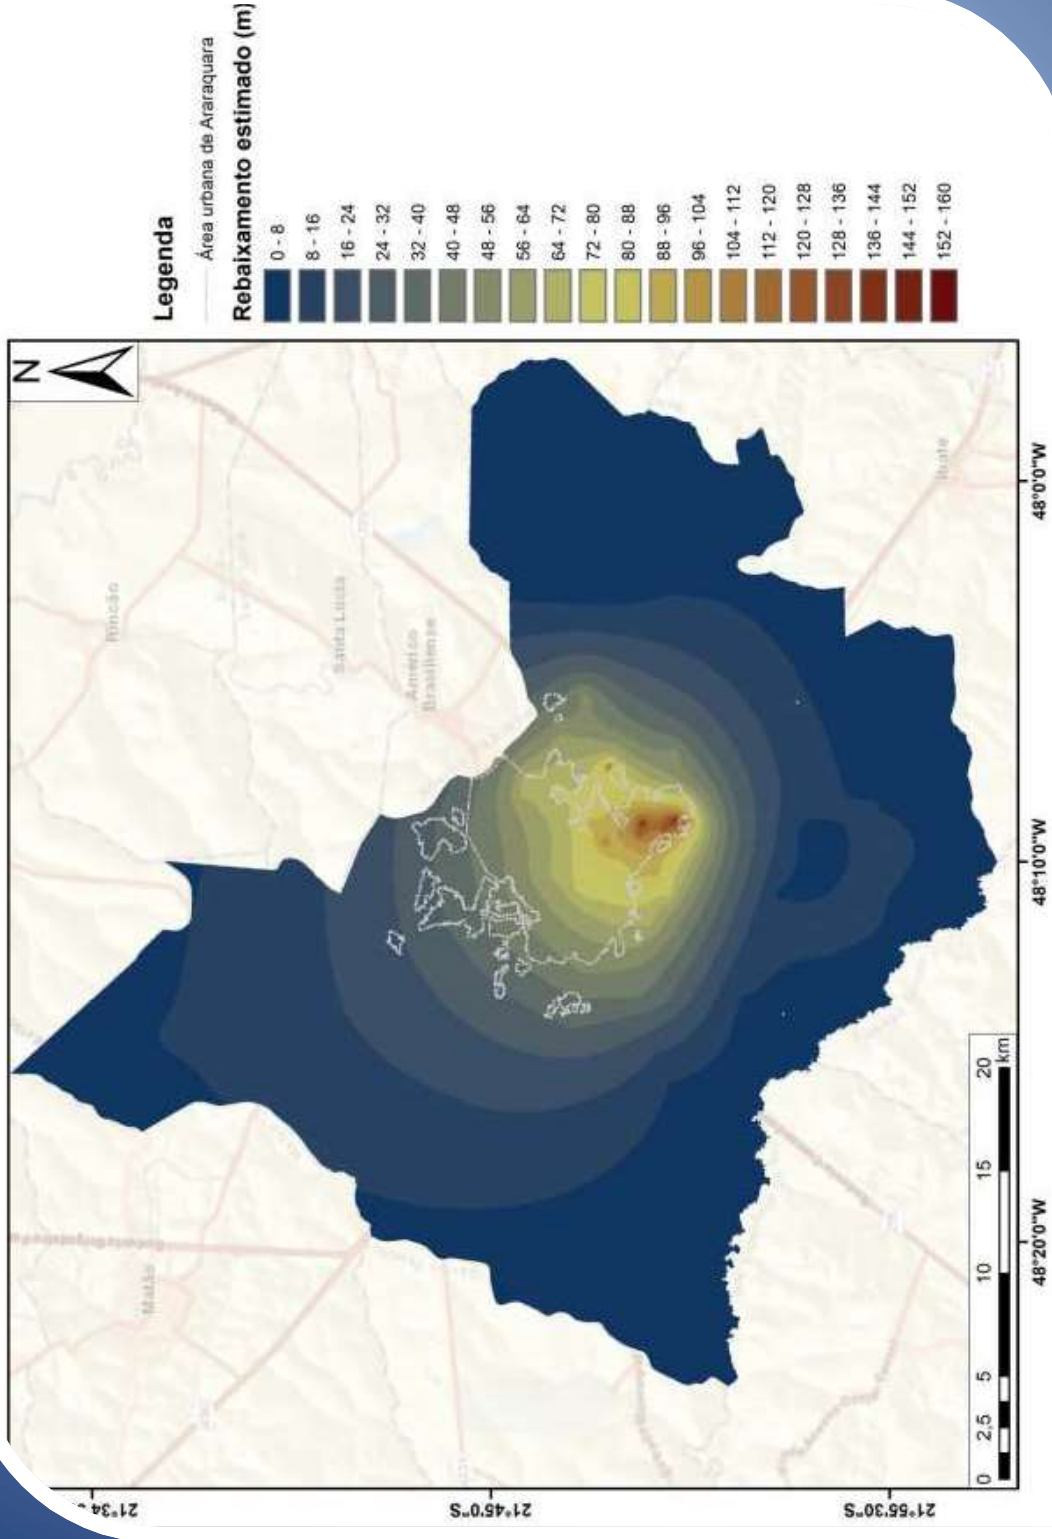 N
Legenda
Área urbana de Araraquara
Rebaixamento estimado (m)
0 - 8
8 - 16
16 - 24
24 - 32
32 - 40
40 - 48
48 - 56
56 - 64
64 - 72
72 - 80
80 - 88
88 - 96
96 - 104
104 - 112
112 - 120
120 - 128
128 - 136
136 - 144
144 - 152
152 - 160
Rincão
Santa Lúcia
Américo
Brasiliense
Matão
Ibaté
21°45'0"S
21°55'30"S
0 2,5 5 10 15 20
km
48°20'0"W
48°10'0"W
48°0'0"W